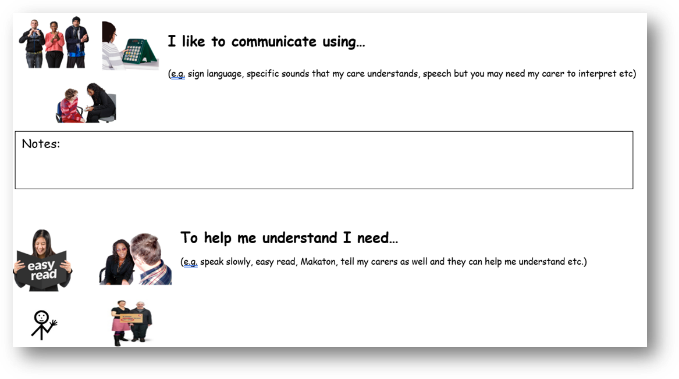 I like to communicate using…
(e.g. sign language, specific sounds that my care understands, speech but you may need my carer to interpret etc)
Notes:
To help me understand I need…
(e.g. speak slowly, easy read, Makaton, tell my carers as well and they can help me understand etc.)
easy
read